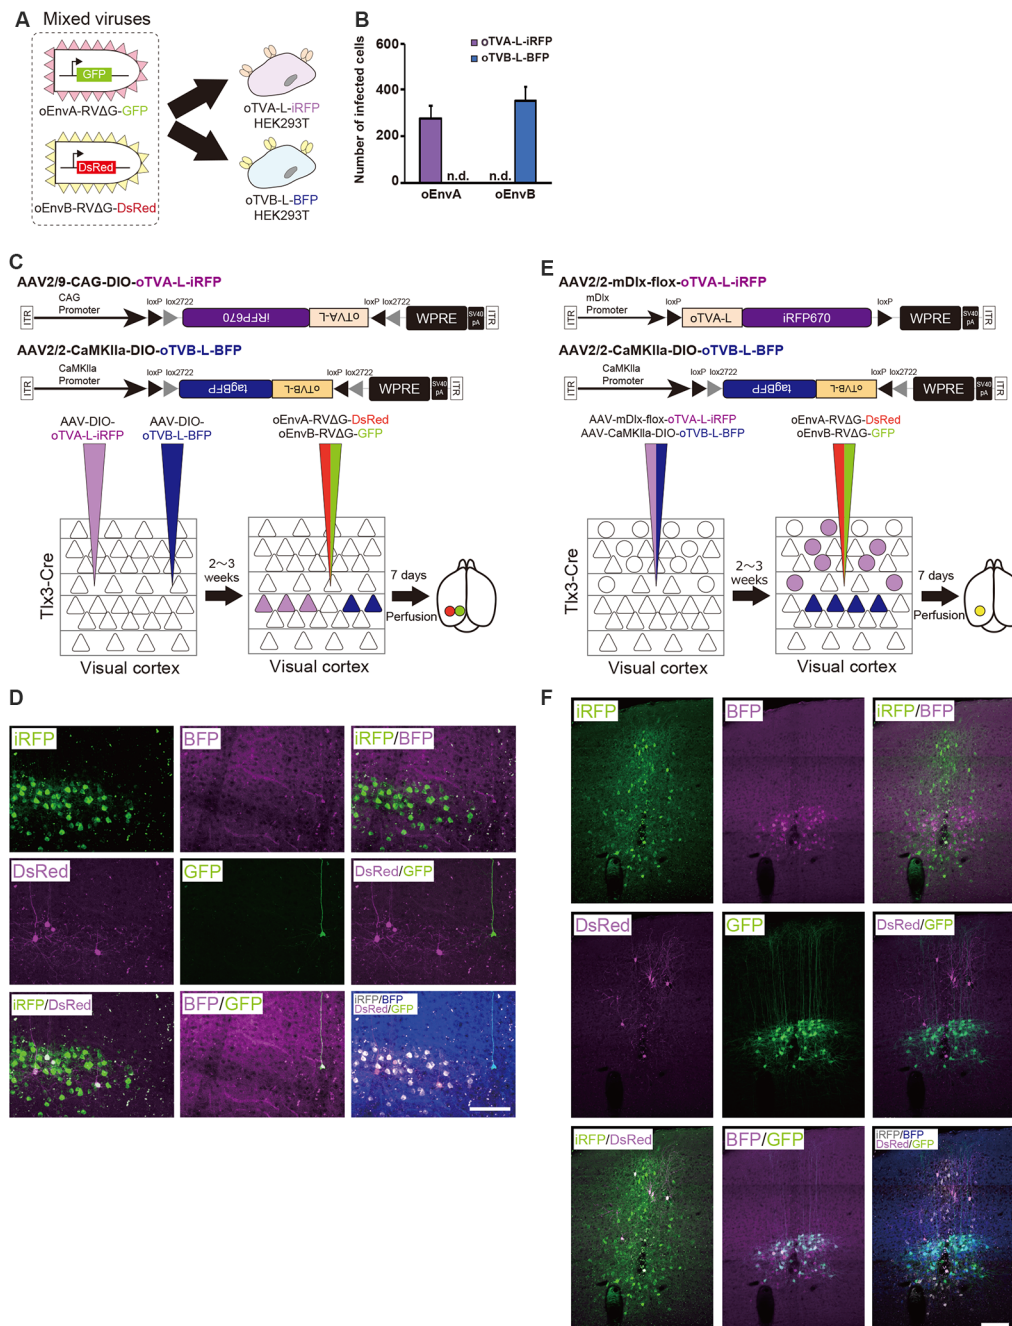 A
Mixed viruses
GFP
oEnvA-RVΔG-GFP
DsRed
oEnvB-RVΔG-DsRed
oTVA-L-iRFP
HEK293T
oTVB-L-BFP
HEK293T
B
Number of infected cells
600
400
200
0
oTVA-L-iRFP
oTVB-L-BFP
n.d.
n.d.
oEnvA
oEnvB
C
AAV2/9-CAG-DIO-oTVA-L-iRFP
ITR
CAG
Promoter
loxP
lox2722
iRFP670
oTVA-L
loxP
lox2722
WPRE
SV40
pA
ITR
AAV2/2-CaMKIIa-DIO-oTVB-L-BFP
ITR
CaMKIIa
Promoter
loxP
lox2722
tagBFP
oTVB-L
loxP
lox2722
WPRE
SV40
pA
ITR
AAV-DIO-
oTVA-L-iRFP
AAV-DIO-
oTVB-L-BFP
oEnvA-RVΔG-DsRed
oEnvB-RVΔG-GFP
Tlx3-Cre
2~3
weeks
7 days
Perfusion
Visual cortex
Visual cortex
E
AAV2/2-mDlx-flox-oTVA-L-iRFP
ITR
mDlx
Promoter
loxP
oTVA-L
iRFP670
loxP
WPRE
SV40
pA
ITR
AAV2/2-CaMKIIa-DIO-oTVB-L-BFP
ITR
CaMKIIa
Promoter
loxP
lox2722
tagBFP
oTVB-L
loxP
lox2722
WPRE
SV40
pA
ITR
AAV-mDlx-flox-oTVA-L-iRFP
AAV-CaMKIIa-DIO-oTVB-L-BFP
oEnvA-RVΔG-DsRed
oEnvB-RVΔG-GFP
Tlx3-Cre
2~3
weeks
7 days
Perfusion
Visual cortex
Visual cortex
D
iRFP
BFP
iRFP/BFP
DsRed
GFP
DsRed/GFP
iRFP/DsRed
BFP/GFP
iRFP/BFP
DsRed/GFP
F
iRFP
BFP
iRFP/BFP
DsRed
GFP
DsRed/GFP
iRFP/DsRed
BFP/GFP
iRFP/BFP
DsRed/GFP